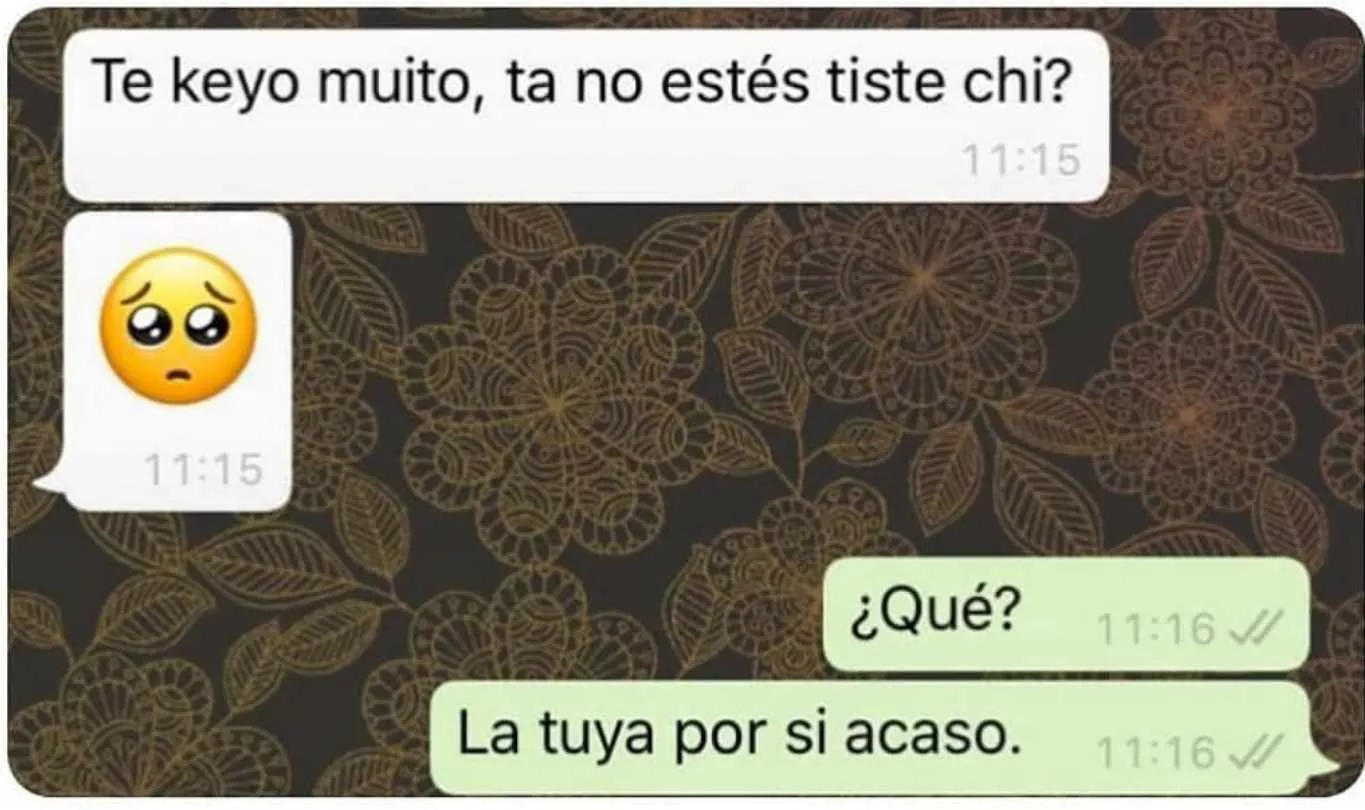 Te keyo muito, ta no estés tiste chi?
11:15
🥺
11:15
¿Qué? 11:16
La tuya por si acaso. 11:16